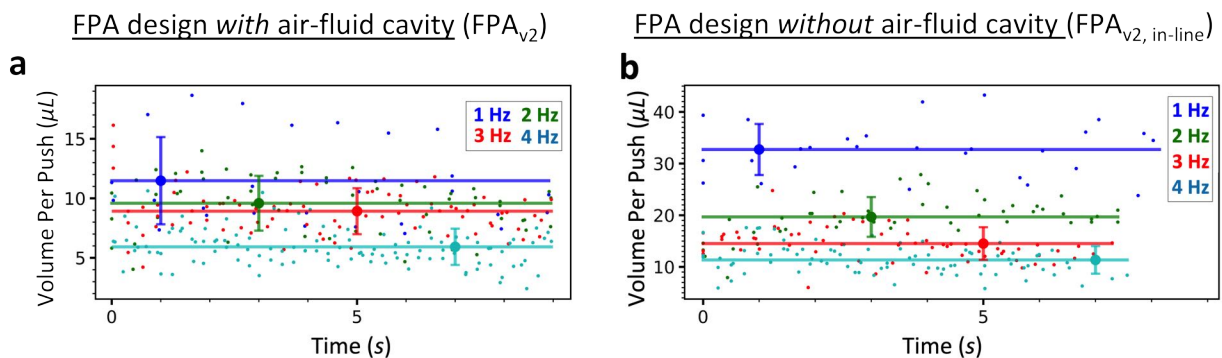 FPA design with air-fluid cavity (FPAv2)
FPA design without air-fluid cavity (FPAv2, in-line)
a
Volume Per Push (μL)
15
10
5
1 Hz 2 Hz
3 Hz 4 Hz
0
5
Time (s)
b
Volume Per Push (μL)
40
30
20
10
1 Hz
2 Hz
3 Hz
4 Hz
0
5
Time (s)